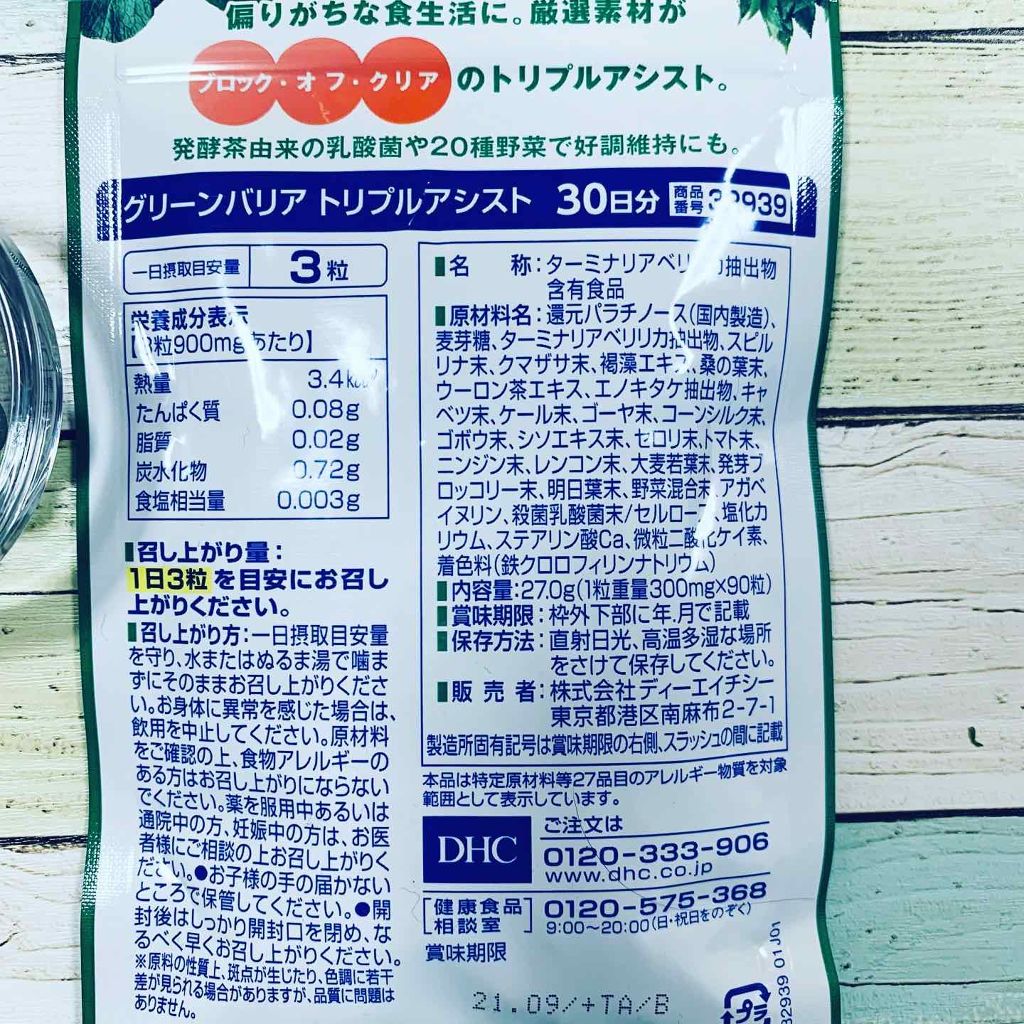 偏りがちな食生活に。厳選素材が
ブロック・オフ・クリア のトリプルアシスト。
発酵茶由来の乳酸菌や20種野菜で好調維持にも。
グリーンバリア トリプルアシスト 30日分 商品番号 32939
一日摂取目安量 3粒
栄養成分表示
【3粒900mgあたり】
熱量 3.4kcal
たんぱく質 0.08g
脂質 0.02g
炭水化物 0.72g
食塩相当量 0.003g
■召し上がり量：
1日3粒を目安にお召し
上がりください。
■召し上がり方：一日摂取目安量
を守り、水またはぬるま湯で噛ま
ずにそのままお召し上がりくださ
い。お身体に異常を感じた場合は、
飲用を中止してください。原材料
をご確認の上、食物アレルギーの
ある方はお召し上がりにならない
でください。薬を服用中あるいは
通院中の方、妊娠中の方は、お医
者様にご相談の上お召し上がりく
ださい。●お子様の手の届かない
ところで保管してください。●開
封後はしっかり開封口を閉め、な
るべく早くお召し上がりください。
※原料の性質上、斑点が生じたり、色調に若干
差が見られる場合がありますが、品質に問題は
ありません。
■名 称：ターミナリアベリリカ抽出物
含有食品
■原材料名：還元パラチノース(国内製造)、
麦芽糖、ターミナリアベリリカ抽出物、スピル
リナ末、クマザサ末、褐藻エキス、桑の葉末、
ウーロン茶エキス、エノキタケ抽出物、キャ
ベツ末、ケール末、ゴーヤ末、コーンシルク末、
ゴボウ末、シソエキス末、セロリ末、トマト末、
ニンジン末、レンコン末、大麦若葉末、発芽ブ
ロッコリー末、明日葉末、野菜混合末、アガベ
イヌリン、殺菌乳酸菌末/セルロース、塩化カ
リウム、ステアリン酸Ca、微粒二酸化ケイ素、
着色料(鉄クロロフィリンナトリウム)
■内容量：27.0g(1粒重量300mg×90粒)
■賞味期限：枠外下部に年.月で記載
■保存方法：直射日光、高温多湿な場所
をさけて保存してください。
■販 売 者：株式会社 ディーエイチシー
東京都港区南麻布2-7-1
製造所固有記号は賞味期限の右側、スラッシュの間に記載
本品は特定原材料等27品目のアレルギー物質を対象
範囲として表示しています。
DHC
ご注文は
0120-333-906
www.dhc.co.jp
[健康食品相談室] 0120-575-368
9:00～20:00(日・祝日をのぞく)
賞味期限
21.09/+TA/B
プラ
32939 01 J01